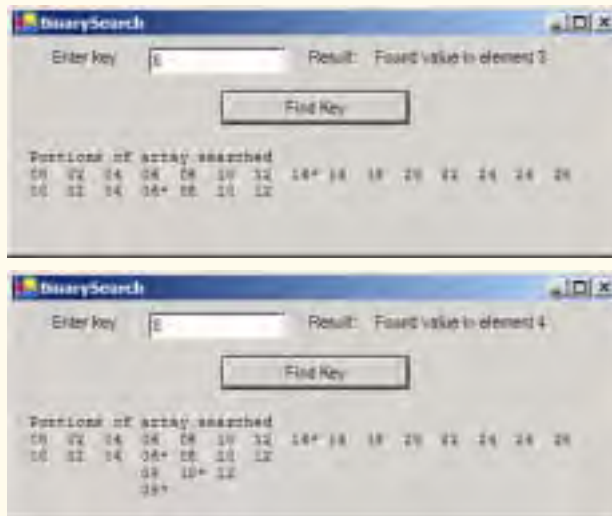 BinarySearch
Enter key 6 Result: Found value in element 3
Find Key
Portions of array searched
00 02 04 06 08 10 12 14* 16 18 20 22 24 26 28
00 02 04 06* 08 10 12
BinarySearch
Enter key 8 Result: Found value in element 4
Find Key
Portions of array searched
00 02 04 06 08 10 12 14* 16 18 20 22 24 26 28
00 02 04 06* 08 10 12
08 10* 12
08*